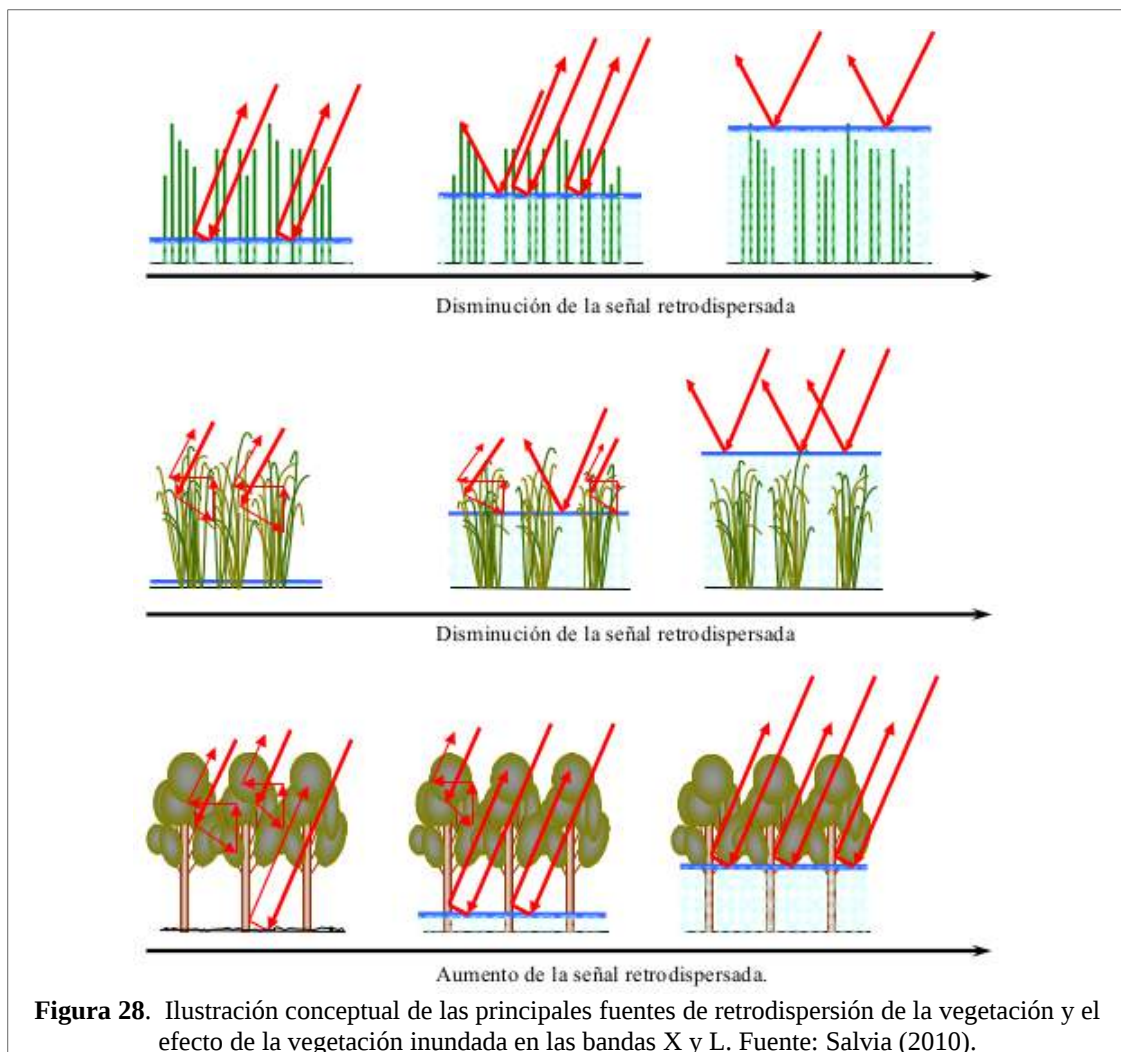 Disminución de la señal retrodispersada
Disminución de la señal retrodispersada
Aumento de la señal retrodispersada.
Figura 28. Ilustración conceptual de las principales fuentes de retrodispersión de la vegetación y el
efecto de la vegetación inundada en las bandas X y L. Fuente: Salvia (2010).